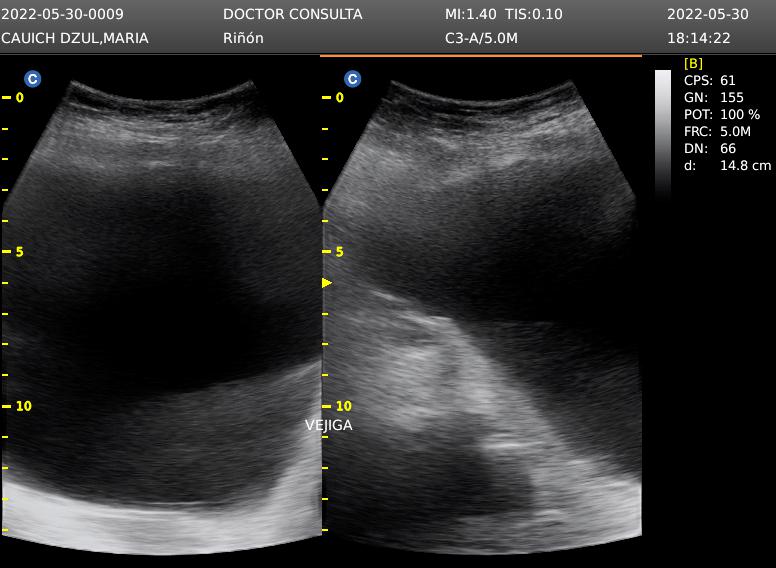 2022-05-30-0009 DOCTOR CONSULTA MI:1.40 TIS:0.10 2022-05-30
CAUICH DZUL,MARIA Riñón C3-A/5.0M 18:14:22
C C [B]
0 0 CPS: 61
GN: 155
POT: 100 %
FRC: 5.0M
DN: 66
d: 14.8 cm
5 5
10 10
VEJIGA